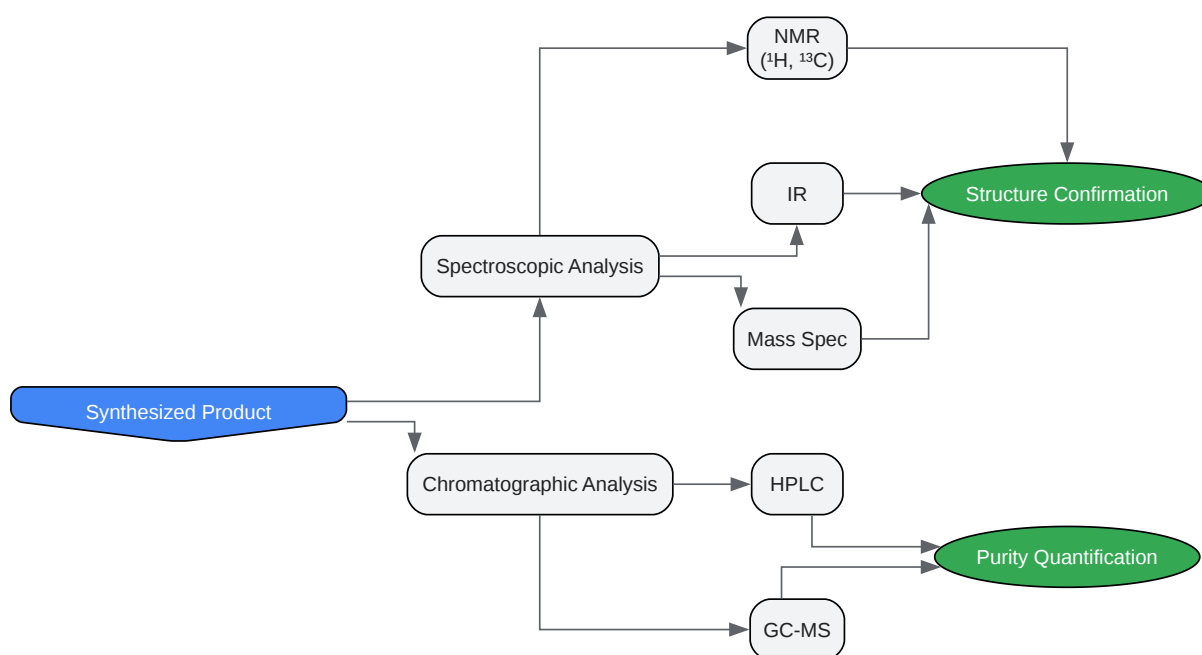 NMR
(¹H, ¹³C)
IR
Structure Confirmation
Spectroscopic Analysis
Mass Spec
Synthesized Product
Chromatographic Analysis
HPLC
Purity Quantification
GC-MS